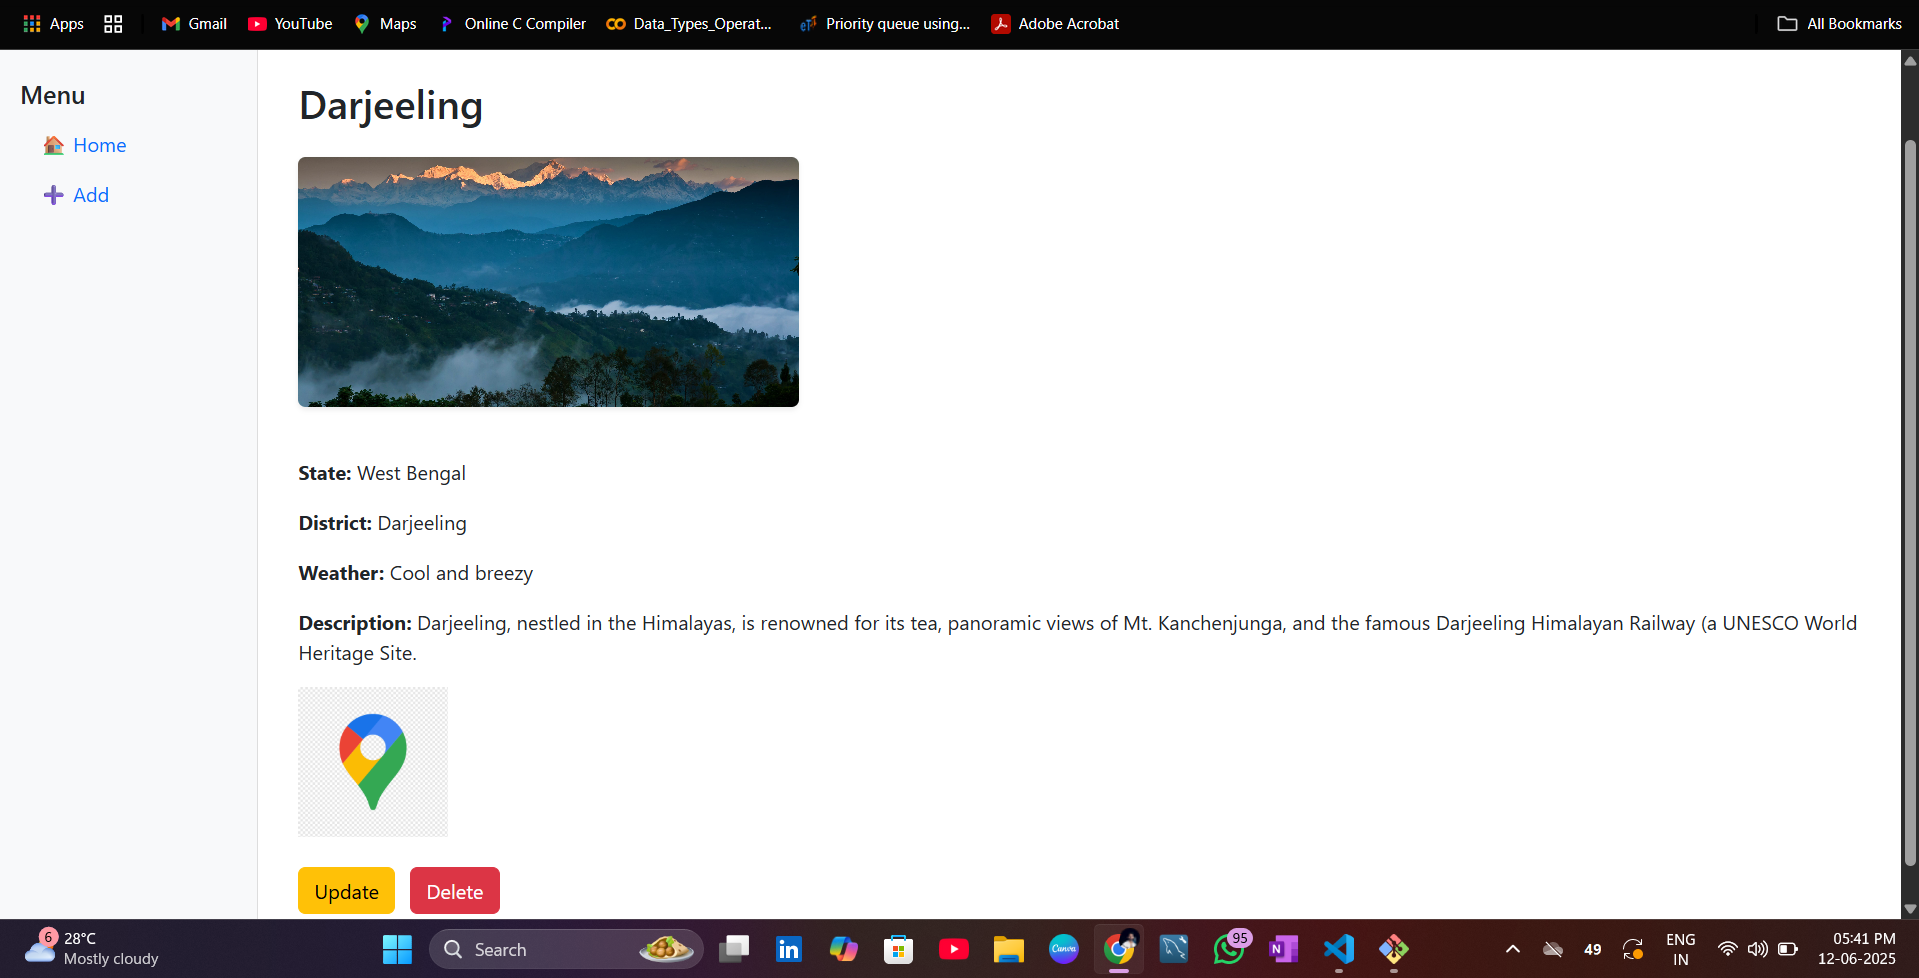 Apps
Gmail
YouTube
Maps
Online C Compiler
Data_Types_Operat...
Priority queue using...
Adobe Acrobat
All Bookmarks
Menu
Home
Add
Darjeeling
State: West Bengal
District: Darjeeling
Weather: Cool and breezy
Description: Darjeeling, nestled in the Himalayas, is renowned for its tea, panoramic views of Mt. Kanchenjunga, and the famous Darjeeling Himalayan Railway (a UNESCO World
Heritage Site.
Update
Delete
6
28°C
Mostly cloudy
Search
Canva
95
49
ENG
IN
05:41 PM
12-06-2025